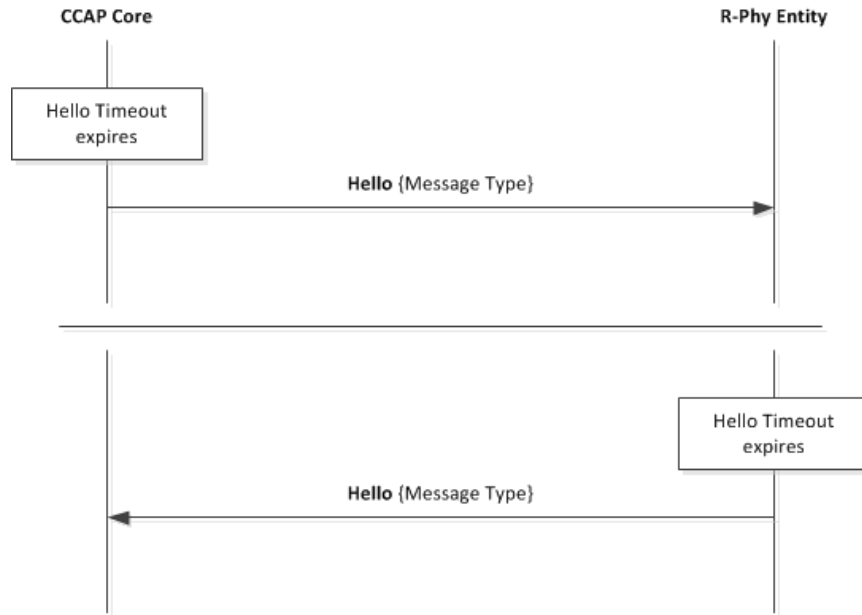 CCAP Core
R-Phy Entity
Hello Timeout
expires
Hello {Message Type}
Hello Timeout
expires
Hello {Message Type}